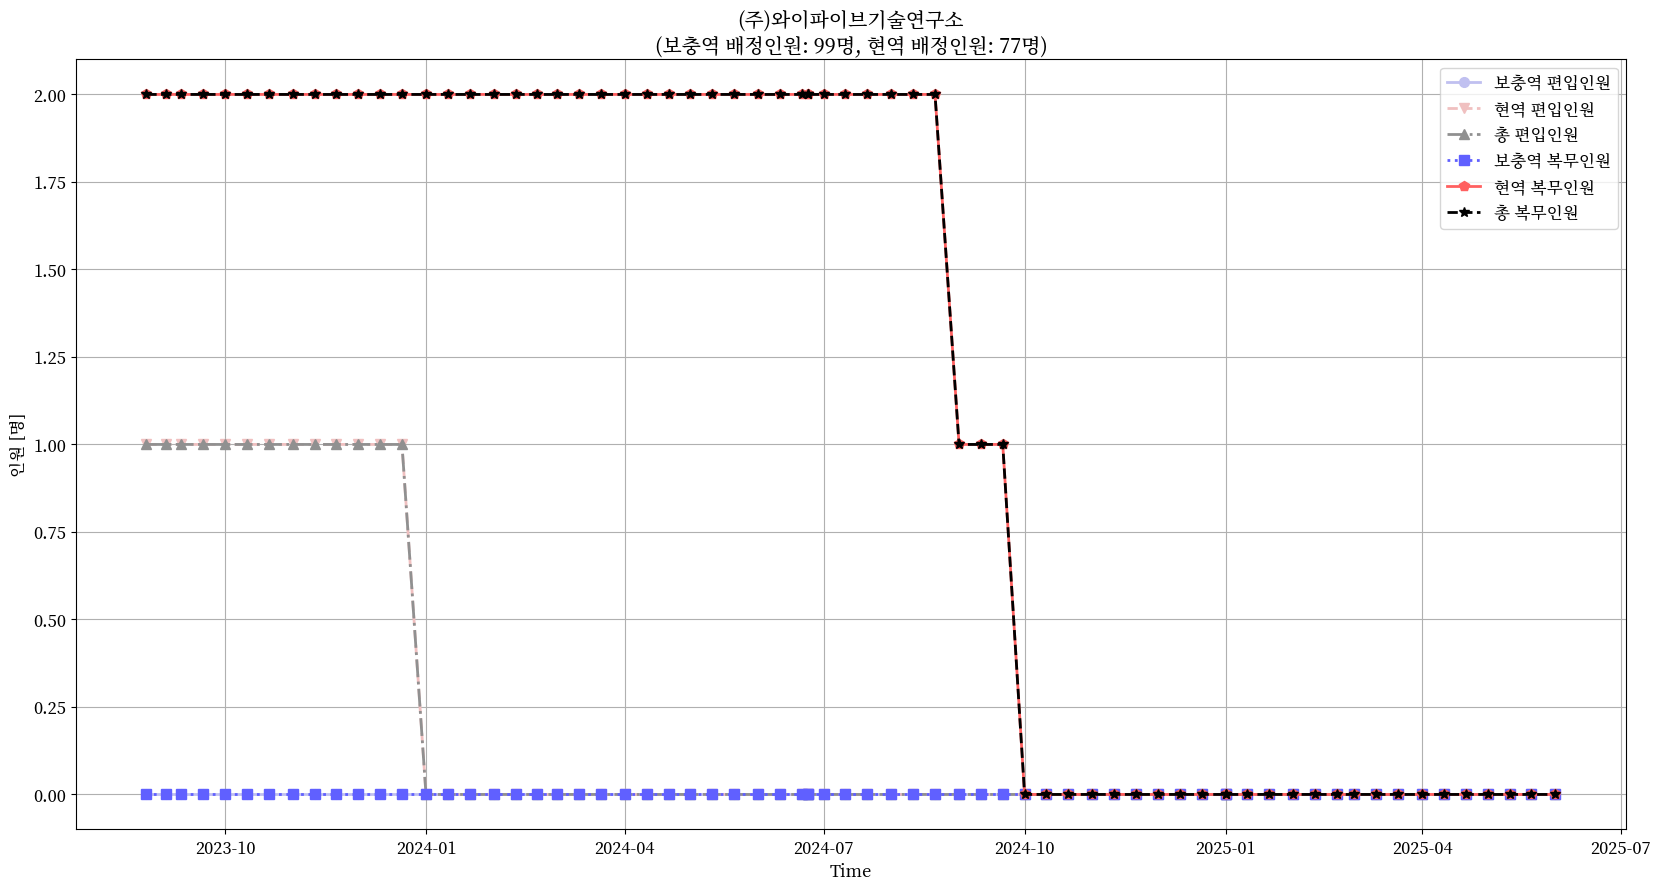 (주)와이파이브기술연구소
(보충역 배정인원: 99명, 현역 배정인원: 77명)
보충역 편입인원
현역 편입인원
총 편입인원
보충역 복무인원
현역 복무인원
총 복무인원
인원 [명]
2.00
1.75
1.50
1.25
1.00
0.75
0.50
0.25
0.00
2023-10
2024-01
2024-04
2024-07
2024-10
2025-01
2025-04
2025-07
Time